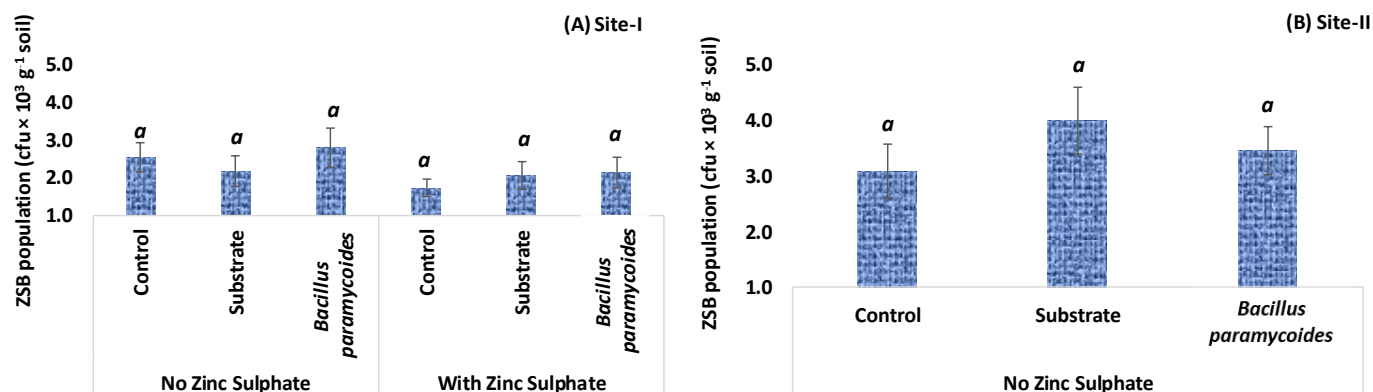 (A) Site-I
ZSB population (cfu × 10³ g⁻¹ soil)
5.0
4.0
3.0
2.0
1.0
a
a
a
a
a
a
Control
Substrate
Bacillus
paramycoides
Control
Substrate
Bacillus
paramycoides
No Zinc Sulphate
With Zinc Sulphate
(B) Site-II
ZSB population (cfu × 10³ g⁻¹ soil)
5.0
4.0
3.0
2.0
1.0
a
a
a
Control
Substrate
Bacillus
paramycoides
No Zinc Sulphate